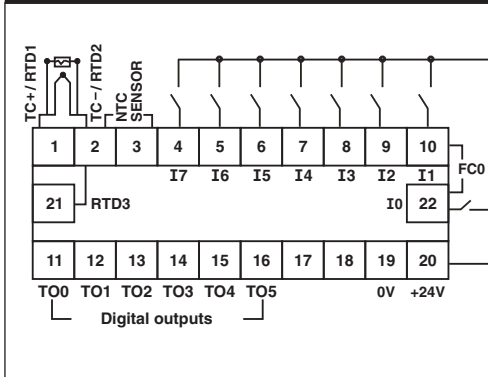 TC+/ RTD1
TC–/ RTD2
NTC
SENSOR
1 2 3 4 5 6 7 8 9 10
I7 I6 I5 I4 I3 I2 I1
FC0
21 RTD3 I0 22
11 12 13 14 15 16 17 18 19 20
TO0 TO1 TO2 TO3 TO4 TO5 0V +24V
Digital outputs